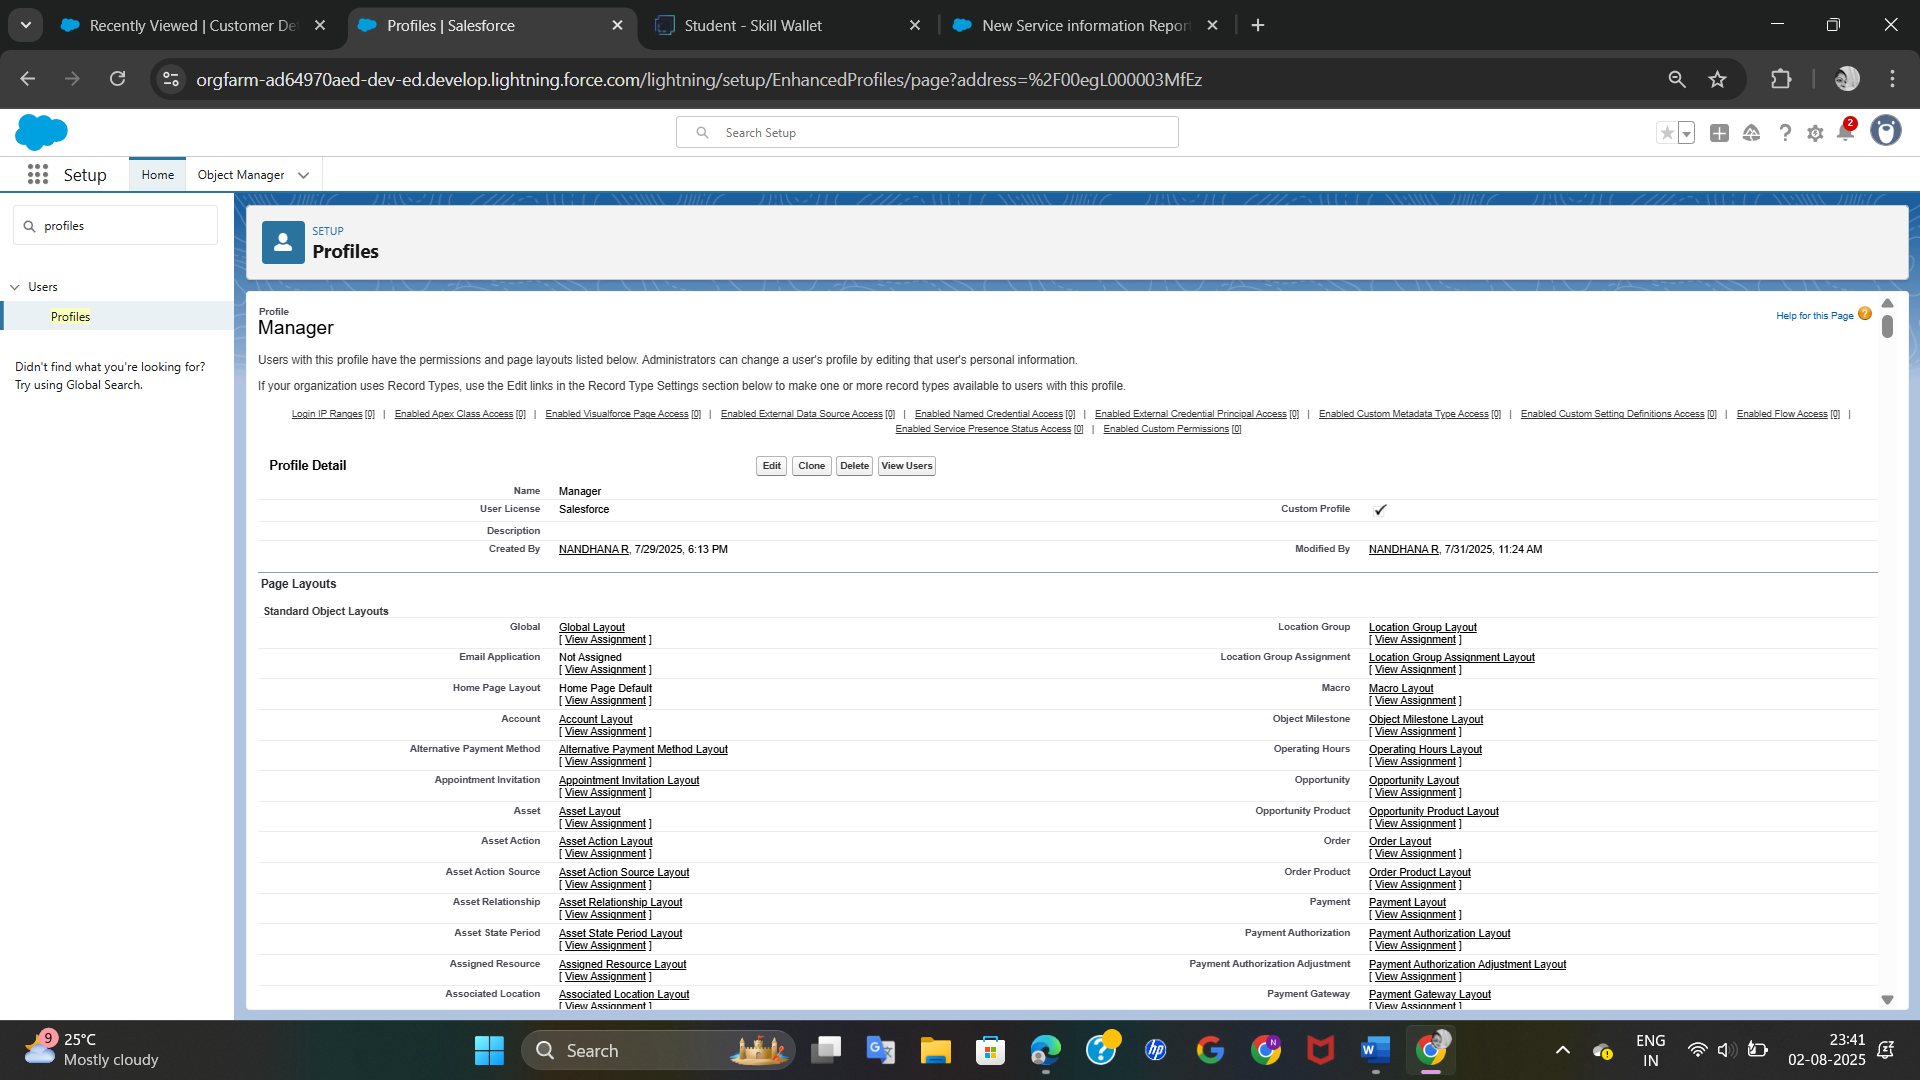 Recently Viewed | Customer De
Profiles | Salesforce
Student - Skill Wallet
New Service information Report
orgfarm-ad64970aed-dev-ed.develop.lightning.force.com/lightning/setup/EnhancedProfiles/page?address=%2F00egL000003MfEz
Search Setup
2
Setup
Home
Object Manager
profiles
Users
Profiles
Didn't find what you're looking for?
Try using Global Search.
SETUP
Profiles
Profile
Manager
Help for this Page ?
Users with this profile have the permissions and page layouts listed below. Administrators can change a user's profile by editing that user's personal information.
If your organization uses Record Types, use the Edit links in the Record Type Settings section below to make one or more record types available to users with this profile.
Login IP Ranges [0] | Enabled Apex Class Access [0] | Enabled Visualforce Page Access [0] | Enabled External Data Source Access [0] | Enabled Named Credential Access [0] | Enabled External Credential Principal Access [0] | Enabled Custom Metadata Type Access [0] | Enabled Custom Setting Definitions Access [0] | Enabled Flow Access [0] |
Enabled Service Presence Status Access [0] | Enabled Custom Permissions [0]
Profile Detail
Edit Clone Delete View Users
Name Manager
User License Salesforce Custom Profile ✓
Description
Created By NANDHANA R, 7/29/2025, 6:13 PM Modified By NANDHANA R, 7/31/2025, 11:24 AM
Page Layouts
Standard Object Layouts
Global Global Layout Location Group Location Group Layout
[ View Assignment ] [ View Assignment ]
Email Application Not Assigned Location Group Assignment Location Group Assignment Layout
[ View Assignment ] [ View Assignment ]
Home Page Layout Home Page Default Macro Macro Layout
[ View Assignment ] [ View Assignment ]
Account Account Layout Object Milestone Object Milestone Layout
[ View Assignment ] [ View Assignment ]
Alternative Payment Method Alternative Payment Method Layout Operating Hours Operating Hours Layout
[ View Assignment ] [ View Assignment ]
Appointment Invitation Appointment Invitation Layout Opportunity Opportunity Layout
[ View Assignment ] [ View Assignment ]
Asset Asset Layout Opportunity Product Opportunity Product Layout
[ View Assignment ] [ View Assignment ]
Asset Action Asset Action Layout Order Order Layout
[ View Assignment ] [ View Assignment ]
Asset Action Source Asset Action Source Layout Order Product Order Product Layout
[ View Assignment ] [ View Assignment ]
Asset Relationship Asset Relationship Layout Payment Payment Layout
[ View Assignment ] [ View Assignment ]
Asset State Period Asset State Period Layout Payment Authorization Payment Authorization Layout
[ View Assignment ] [ View Assignment ]
Assigned Resource Assigned Resource Layout Payment Authorization Adjustment Payment Authorization Adjustment Layout
[ View Assignment ] [ View Assignment ]
Associated Location Associated Location Layout Payment Gateway Payment Gateway Layout
[ View Assignment ] [ View Assignment ]
9
25°C
Mostly cloudy
Search
ENG
IN
23:41
02-08-2025